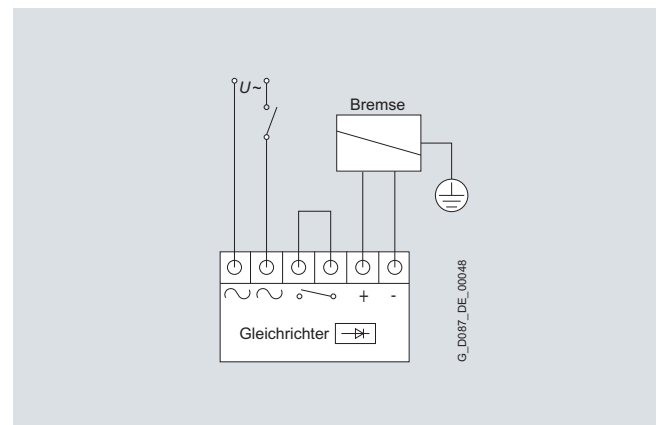 U~
Bremse
+ -
Gleichrichter
G_D087_DE_00048